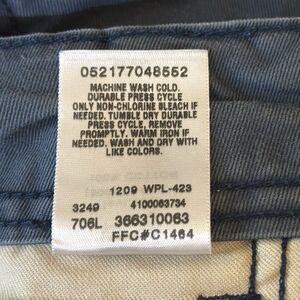 052177048552
MACHINE WASH COLD.
DURABLE PRESS CYCLE
ONLY NON-CHLORINE BLEACH IF
NEEDED. TUMBLE DRY DURABLE
PRESS CYCLE, REMOVE
PROMPTLY. WARM IRON IF
NEEDED. WASH AND DRY WITH
LIKE COLORS.
1209 WPL-423
3249 4100063734
706L 366310063
FFC#C1464